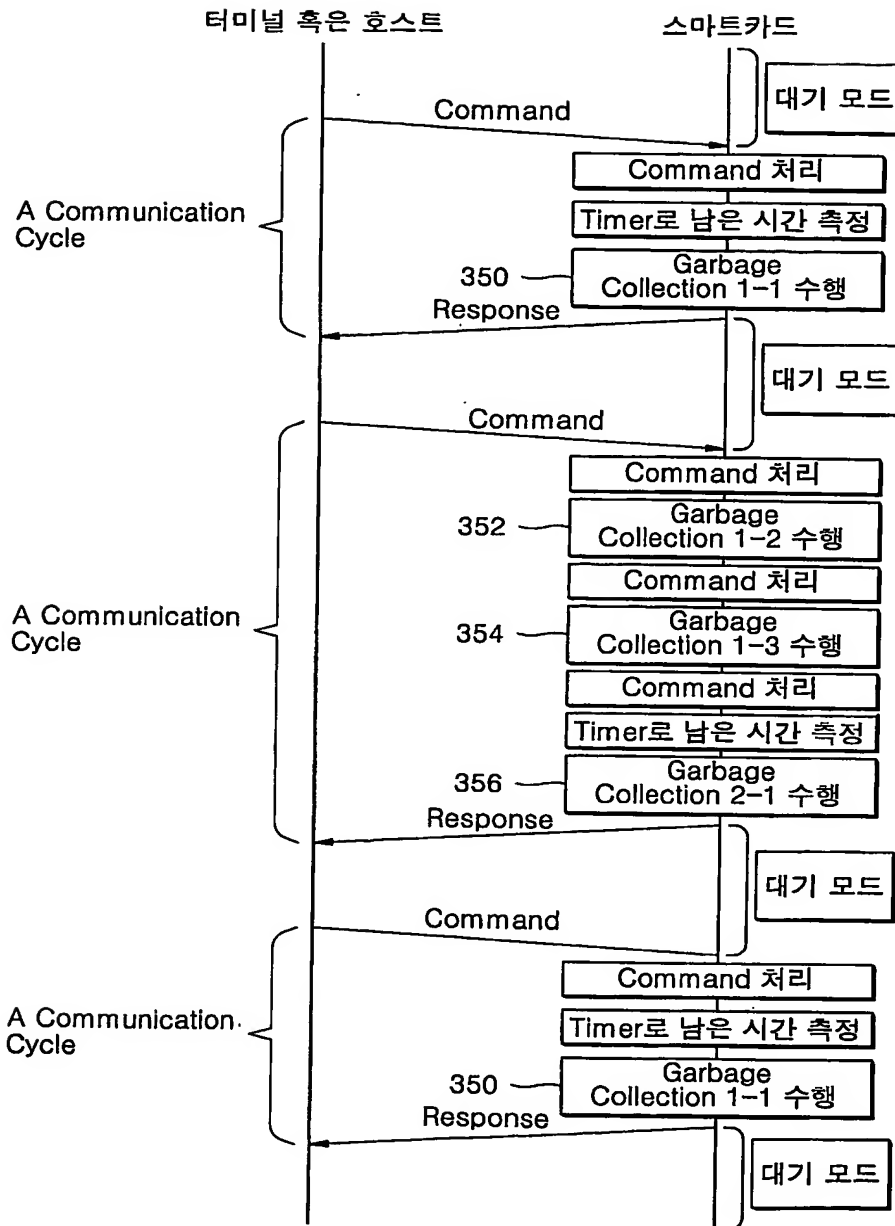 터미널 혹은 호스트
스마트카드
대기 모드
Command
Command 처리
A Communication
Cycle
Timer로 남은 시간 측정
350
Garbage
Collection 1-1 수행
Response
대기 모드
Command
Command 처리
352
Garbage
Collection 1-2 수행
Command 처리
A Communication
Cycle
354
Garbage
Collection 1-3 수행
Command 처리
Timer로 남은 시간 측정
356
Garbage
Collection 2-1 수행
Response
대기 모드
Command
Command 처리
A Communication
Cycle
Timer로 남은 시간 측정
350
Garbage
Collection 1-1 수행
Response
대기 모드